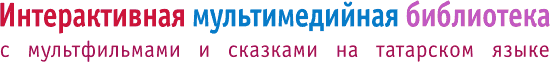 Интерактивная мультимедийная библиотека
с мультфильмами и сказками на татарском языке